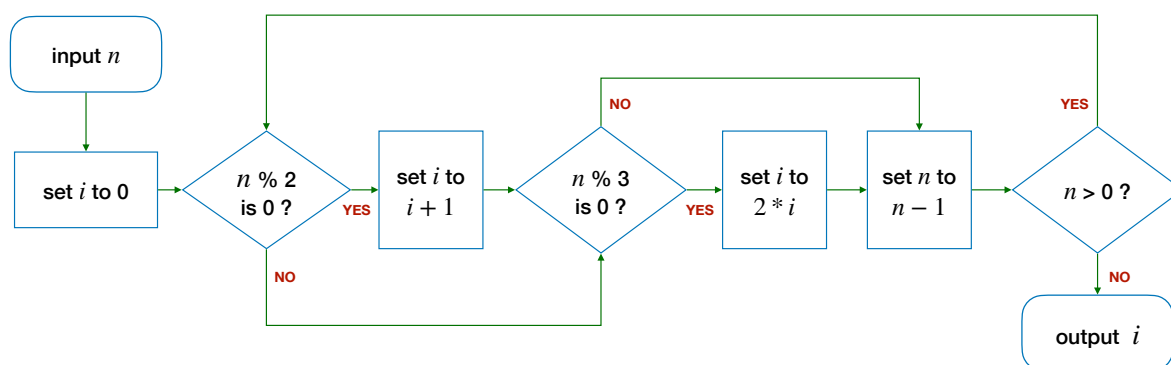 input n
set i to 0
n % 2
is 0 ?
YES
NO
set i to
i + 1
n % 3
is 0 ?
NO
YES
set i to
2 * i
set n to
n − 1
n > 0 ?
YES
NO
output i